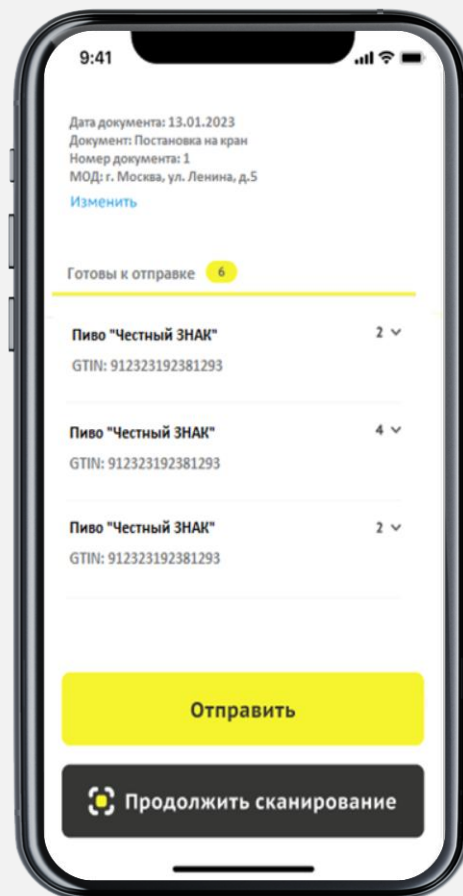 9:41
Дата документа: 13.01.2023
Документ: Постановка на кран
Номер документа: 1
МОД: г. Москва, ул. Ленина, д.5
Изменить
Готовы к отправке 6
Пиво "Честный ЗНАК" 2
GTIN: 912323192381293
Пиво "Честный ЗНАК" 4
GTIN: 912323192381293
Пиво "Честный ЗНАК" 2
GTIN: 912323192381293
Отправить
Продолжить сканирование